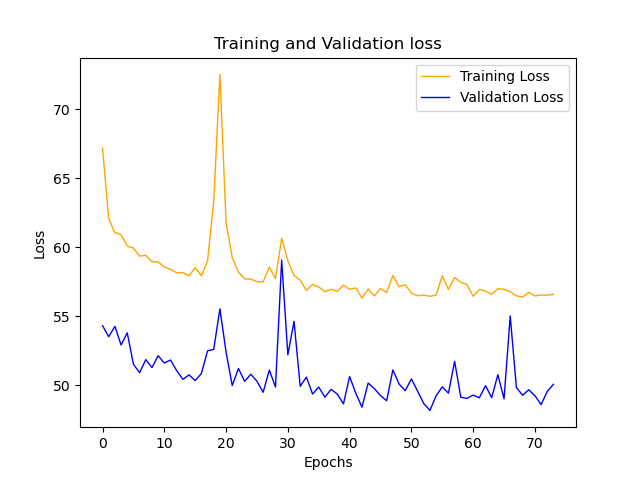 Training and Validation loss
Training Loss
Validation Loss
70
65
60
55
50
Loss
0 10 20 30 40 50 60 70
Epochs